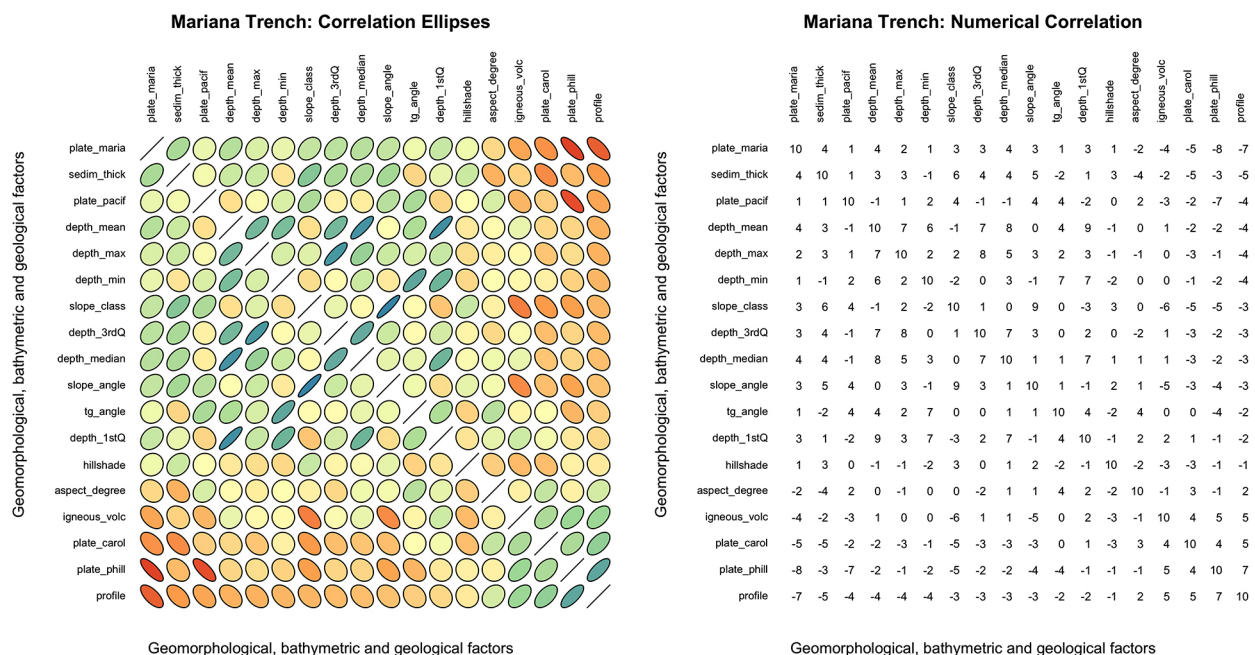 Mariana Trench: Correlation Ellipses
plate_maria sedim_thick plate_pacif depth_mean depth_max depth_min slope_class depth_3rdQ depth_median slope_angle tg_angle depth_1stQ hillshade aspect_degree igneous_volc plate_carol plate_phill profile
Geomorphological, bathymetric and geological factors
plate_maria
sedim_thick
plate_pacif
depth_mean
depth_max
depth_min
slope_class
depth_3rdQ
depth_median
slope_angle
tg_angle
depth_1stQ
hillshade
aspect_degree
igneous_volc
plate_carol
plate_phill
profile
Geomorphological, bathymetric and geological factors
Mariana Trench: Numerical Correlation
plate_maria sedim_thick plate_pacif depth_mean depth_max depth_min slope_class depth_3rdQ depth_median slope_angle tg_angle depth_1stQ hillshade aspect_degree igneous_volc plate_carol plate_phill profile
Geomorphological, bathymetric and geological factors
plate_maria 10 4 1 4 2 1 3 3 4 3 1 3 1 -2 -4 -5 -8 -7
sedim_thick 4 10 1 3 3 -1 6 4 4 5 -2 1 3 -4 -2 -5 -3 -5
plate_pacif 1 1 10 -1 1 2 4 -1 -1 4 4 -2 0 2 -3 -2 -7 -4
depth_mean 4 3 -1 10 7 6 -1 7 8 0 4 9 -1 0 1 -2 -2 -4
depth_max 2 3 1 7 10 2 2 8 5 3 2 3 -1 -1 0 -3 -1 -4
depth_min 1 -1 2 6 2 10 -2 0 3 -1 7 7 -2 0 0 -1 -2 -4
slope_class 3 6 4 -1 2 -2 10 1 0 9 0 -3 3 0 -6 -5 -5 -3
depth_3rdQ 3 4 -1 7 8 0 1 10 7 3 0 2 0 -2 1 -3 -2 -3
depth_median 4 4 -1 8 5 3 0 7 10 1 1 7 1 1 1 -3 -2 -3
slope_angle 3 5 4 0 3 -1 9 3 1 10 1 -1 2 1 -5 -3 -4 -3
tg_angle 1 -2 4 4 2 7 0 0 1 1 10 4 -2 4 0 0 -4 -2
depth_1stQ 3 1 -2 9 3 7 -3 2 7 -1 4 10 -1 2 2 1 -1 -2
hillshade 1 3 0 -1 -1 -2 3 0 1 2 -2 -1 10 -2 -3 -3 -1 -1
aspect_degree -2 -4 2 0 -1 0 0 -2 1 1 4 2 -2 10 -1 3 -1 2
igneous_volc -4 -2 -3 1 0 0 -6 1 1 -5 0 2 -3 -1 10 4 5 5
plate_carol -5 -5 -2 -2 -3 -1 -5 -3 -3 -3 0 1 -3 3 4 10 4 5
plate_phill -8 -3 -7 -2 -1 -2 -5 -2 -2 -4 -4 -1 -1 -1 5 4 10 7
profile -7 -5 -4 -4 -4 -4 -3 -3 -3 -3 -2 -2 -1 2 5 5 7 10
Geomorphological, bathymetric and geological factors